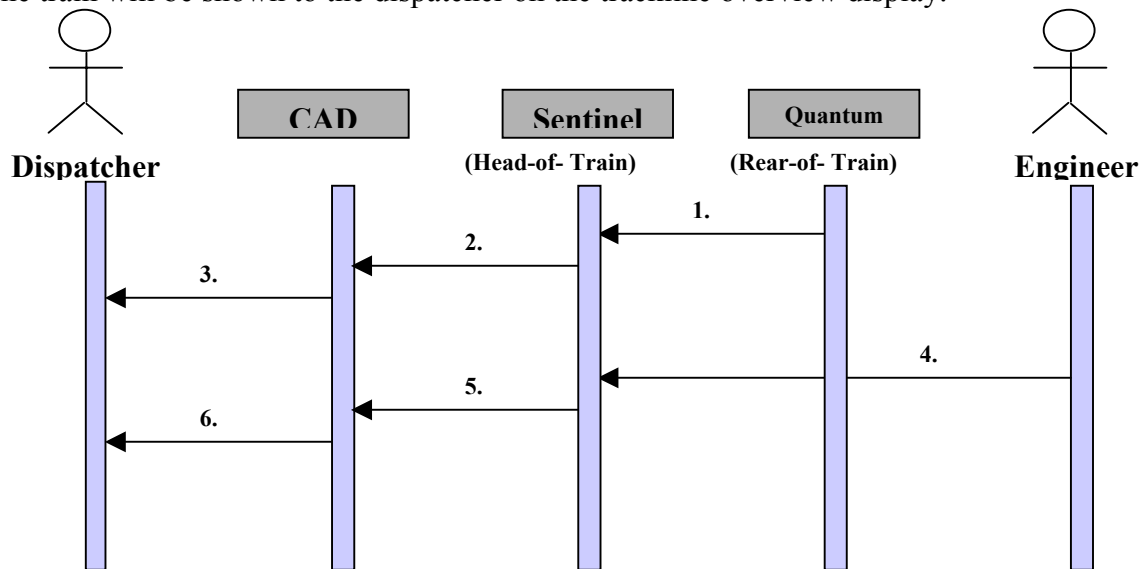 he train will be shown to the dispatcher on the trackline overview display.
CAD
Sentinel
Quantum
Dispatcher
(Head-of- Train)
(Rear-of- Train)
Engineer
1.
2.
3.
4.
5.
6.